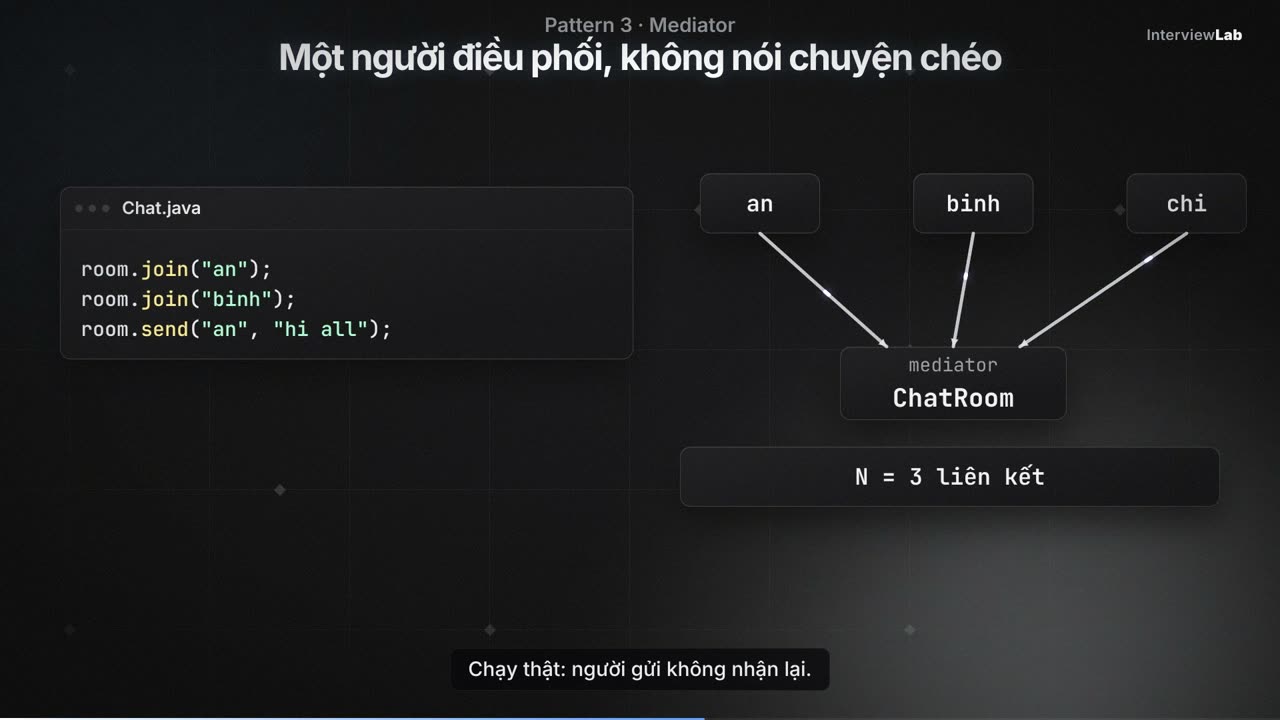 Pattern 3 · Mediator
InterviewLab
Một người điều phối, không nói chuyện chéo
Chat.java
room.join("an");
room.join("binh");
room.send("an", "hi all");
an
binh
chi
mediator
ChatRoom
N = 3 liên kết
Chạy thật: người gửi không nhận lại.